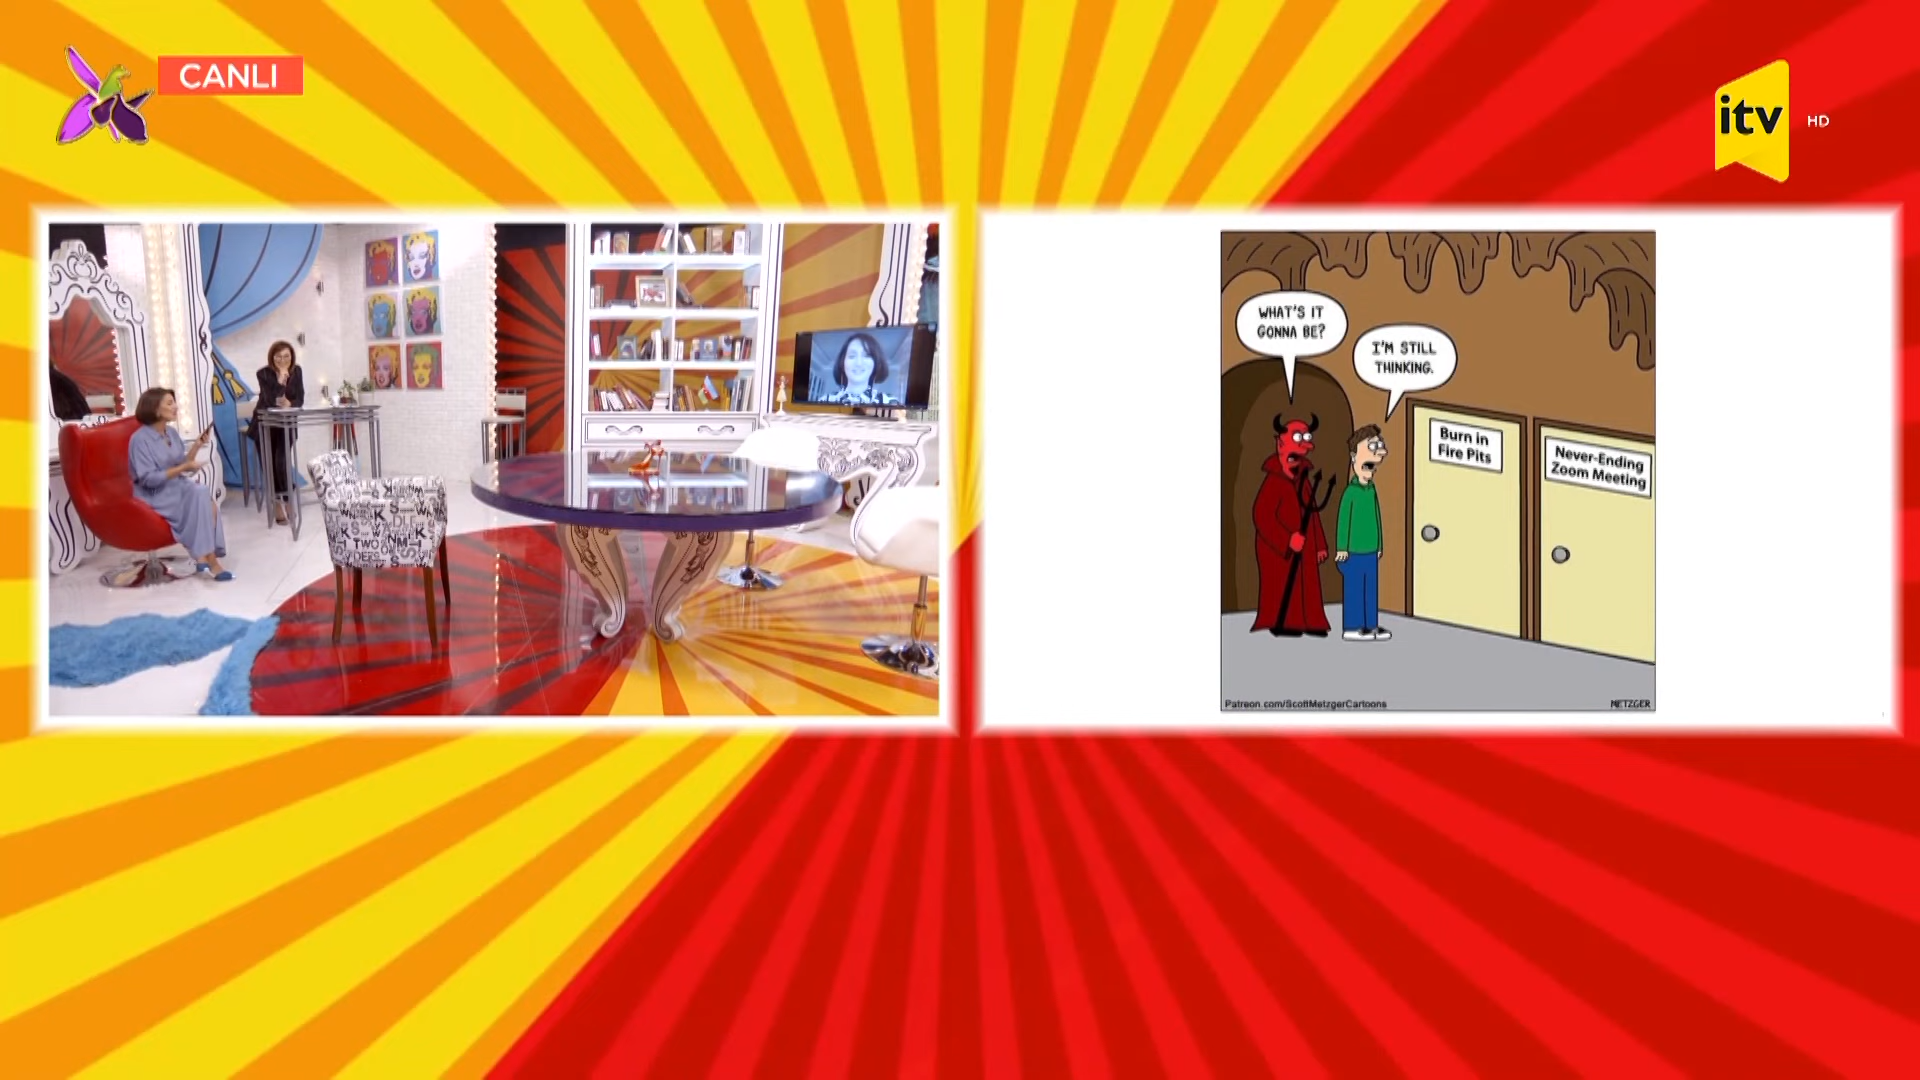 CANLI
itv
HD
WHAT'S IT
GONNA BE?
I'M STILL
THINKING.
Burn in
Fire Pits
Never-Ending
Zoom Meeting
Patreon.com/ScottMetzgerCartoons
METZGER